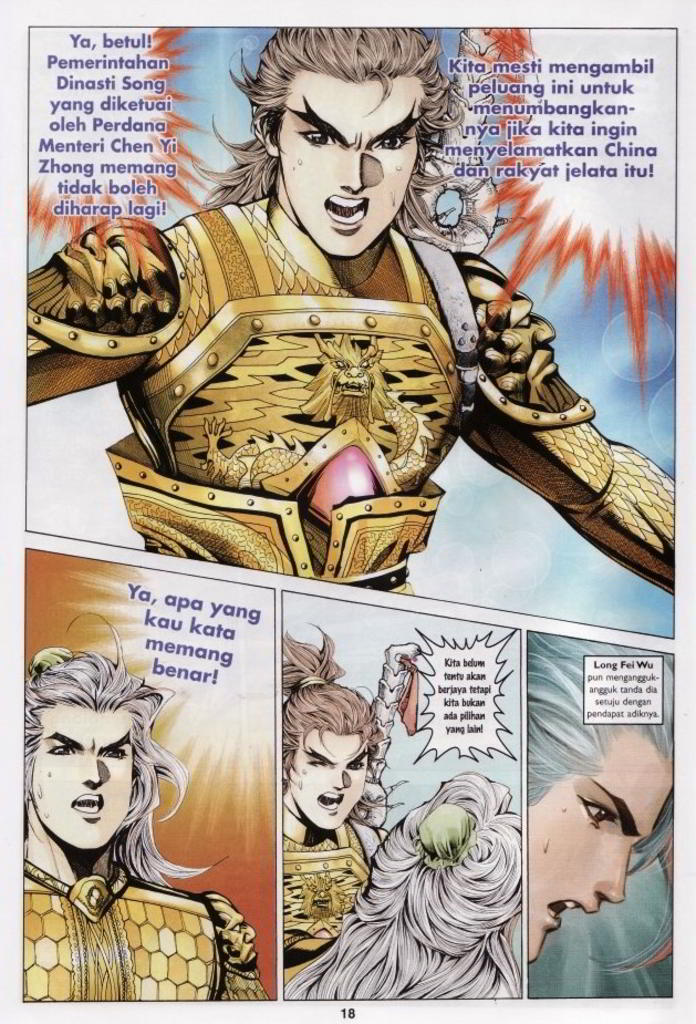 Ya, betul!
Pemerintahan
Dinasti Song
yang diketuai
oleh Perdana
Menteri Chen Yi
Zhong memang
tidak boleh
diharap lagi!
Kita mesti mengambil
peluang ini untuk
menumbangkan-
nya jika kita ingin
menyelamatkan China
dan rakyat jelata itu!
Ya, apa yang
kau kata
memang
benar!
Kita belum
tentu akan
berjaya tetapi
kita bukan
ada pilihan
yang lain!
Long Fei Wu
pun mengangguk-
angguk tanda dia
setuju dengan
pendapat adiknya.
18